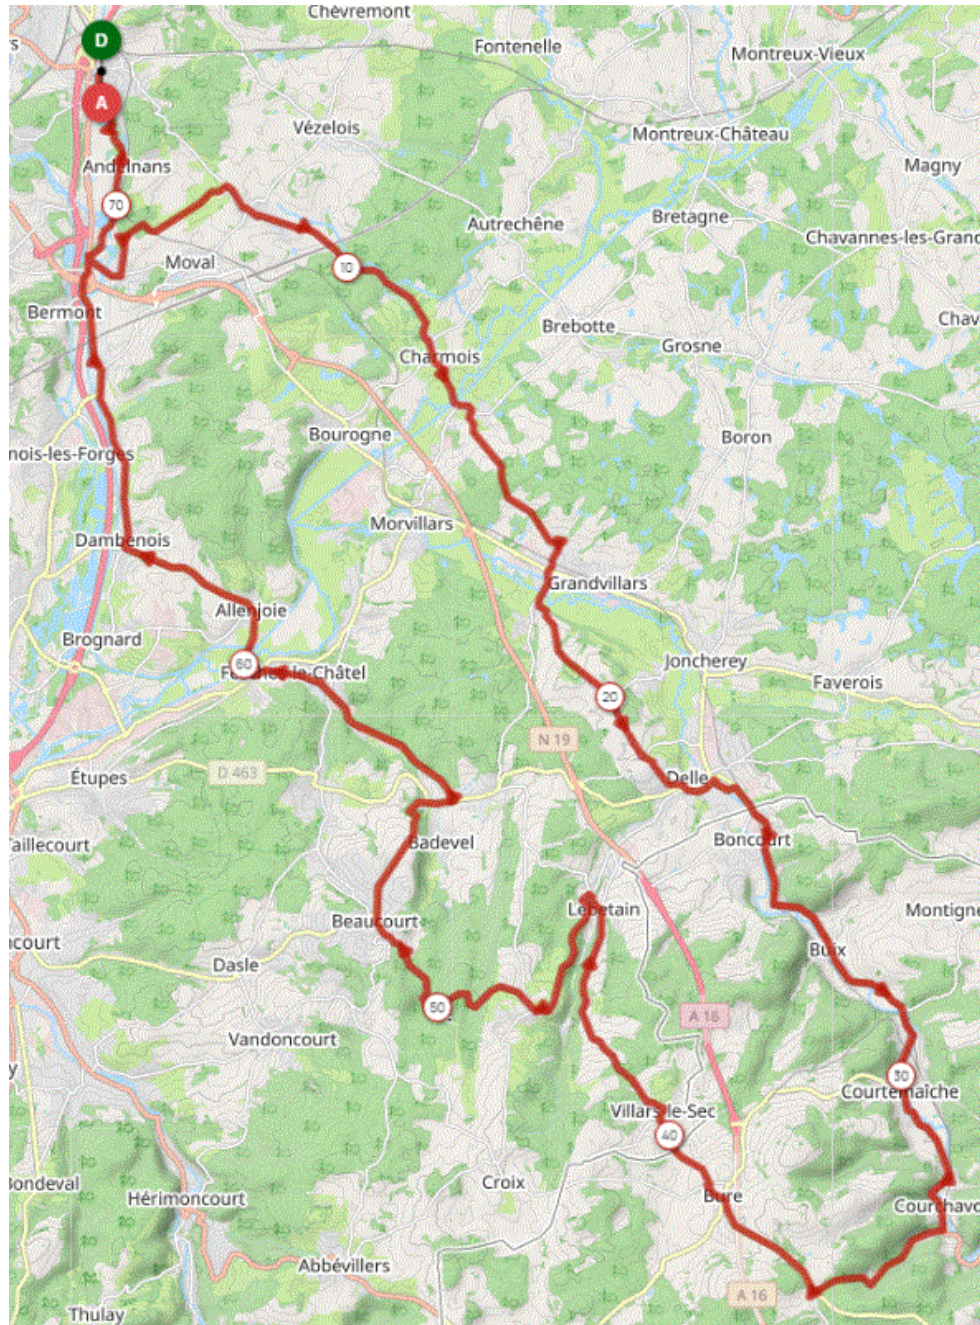 Chèvremont
D
Fontenelle
Montreux-Vieux
A
Vézelois
Montreux-Château
Andelnans
Magny
70
Autrechêne
Bretagne
Chavannes-les-Grand
Moval
10
Bermont
Brebotte
Chav
Charmois
Grosne
Bourogne
Boron
nois-les-Forges
Morvillars
Dambenois
Grandvillars
Allenjoie
Brognard
60
Joncherey
Faverois
20
N 19
Étupes
D 463
Delle
Taillecourt
Badevel
Boncourt
Lebetain
Montigne
Beaucourt
ncourt
Dasle
Buix
50
A 16
Vandoncourt
y
30
Courtemaîche
Villars-le-Sec
40
Croix
Bondeval
Hérimoncourt
Bure
Courchavo
Abbévillers
A 16
Thulay